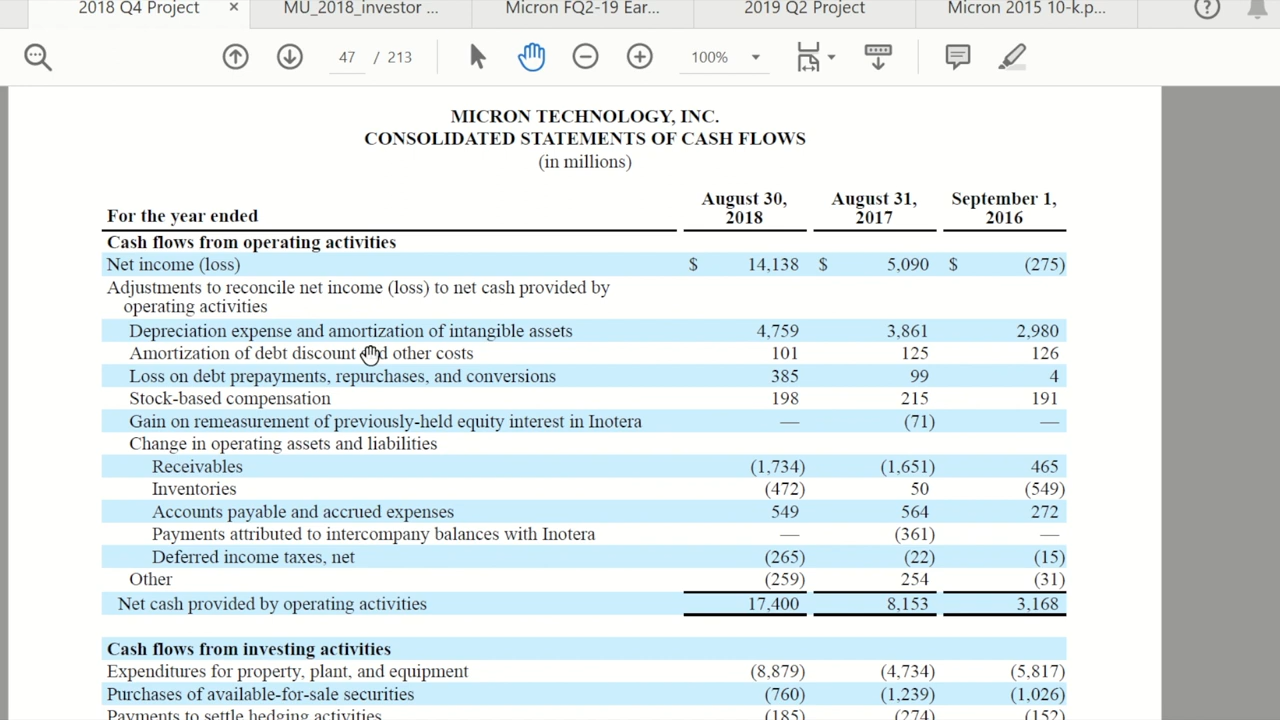 2018 Q4 Project × MU_2018_investor ... Micron FQ2-19 Ear... 2019 Q2 Project Micron 2015 10-k.p... ?
47 / 213 100%
MICRON TECHNOLOGY, INC.
CONSOLIDATED STATEMENTS OF CASH FLOWS
(in millions)
For the year ended August 30, 2018 August 31, 2017 September 1, 2016
Cash flows from operating activities
Net income (loss) $ 14,138 $ 5,090 $ (275)
Adjustments to reconcile net income (loss) to net cash provided by
operating activities
Depreciation expense and amortization of intangible assets 4,759 3,861 2,980
Amortization of debt discount and other costs 101 125 126
Loss on debt prepayments, repurchases, and conversions 385 99 4
Stock-based compensation 198 215 191
Gain on remeasurement of previously-held equity interest in Inotera — (71) —
Change in operating assets and liabilities
Receivables (1,734) (1,651) 465
Inventories (472) 50 (549)
Accounts payable and accrued expenses 549 564 272
Payments attributed to intercompany balances with Inotera — (361) —
Deferred income taxes, net (265) (22) (15)
Other (259) 254 (31)
Net cash provided by operating activities 17,400 8,153 3,168
Cash flows from investing activities
Expenditures for property, plant, and equipment (8,879) (4,734) (5,817)
Purchases of available-for-sale securities (760) (1,239) (1,026)
Payments to settle hedging activities (185) (274) (152)